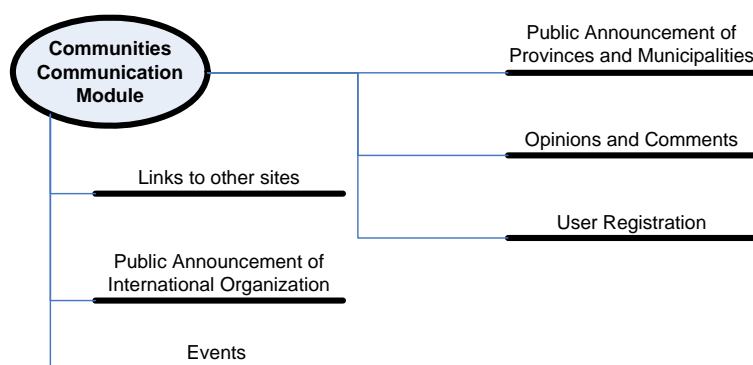 Communities
Communication
Module
Public Announcement of
Provinces and Municipalities
Opinions and Comments
User Registration
Links to other sites
Public Announcement of
International Organization
Events